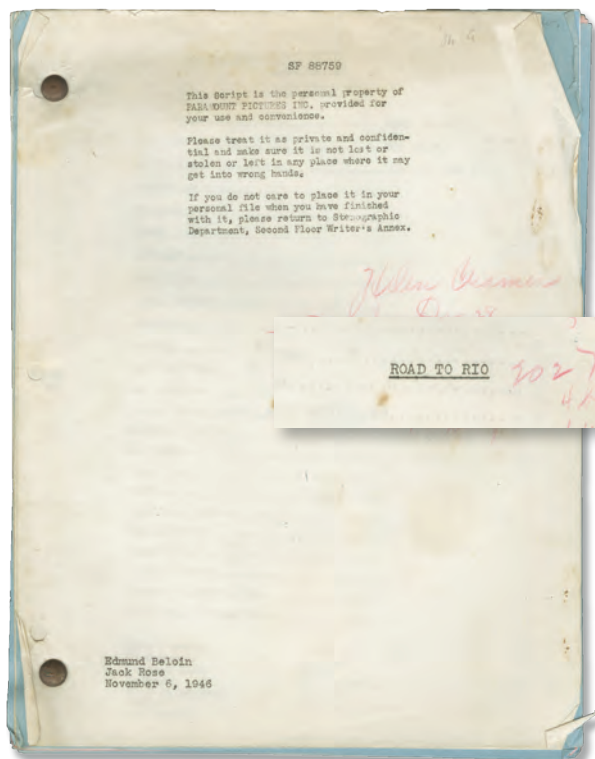 SF 88759
This Script is the personal property of
PARAMOUNT PICTURES INC. provided for
your use and convenience.
Please treat it as private and confiden-
tial and make sure it is not lost or
stolen or left in any place where it may
get into wrong hands.
If you do not care to place it in your
personal file when you have finished
with it, please return to Stenographic
Department, Second Floor Writer's Annex.
Helen
ROAD TO RIO
Edmund Beloin
Jack Rose
November 6, 1946